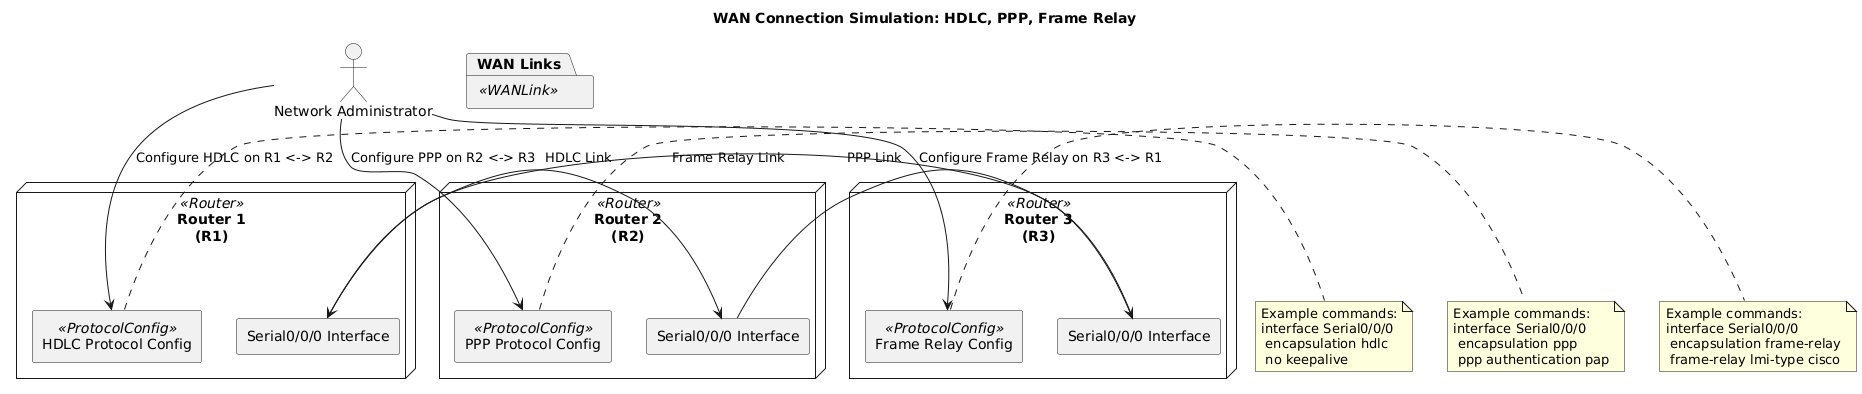 WAN Connection Simulation: HDLC, PPP, Frame Relay
WAN Links
«WANLink»
Network Administrator
Configure HDLC on R1 <-> R2
Configure PPP on R2 <-> R3
HDLC Link
Frame Relay Link
PPP Link
Configure Frame Relay on R3 <-> R1
«Router»
Router 1
(R1)
«ProtocolConfig»
HDLC Protocol Config
Serial0/0/0 Interface
«Router»
Router 2
(R2)
«ProtocolConfig»
PPP Protocol Config
Serial0/0/0 Interface
«Router»
Router 3
(R3)
«ProtocolConfig»
Frame Relay Config
Serial0/0/0 Interface
Example commands:
interface Serial0/0/0
encapsulation hdlc
no keepalive
Example commands:
interface Serial0/0/0
encapsulation ppp
ppp authentication pap
Example commands:
interface Serial0/0/0
encapsulation frame-relay
frame-relay lmi-type cisco